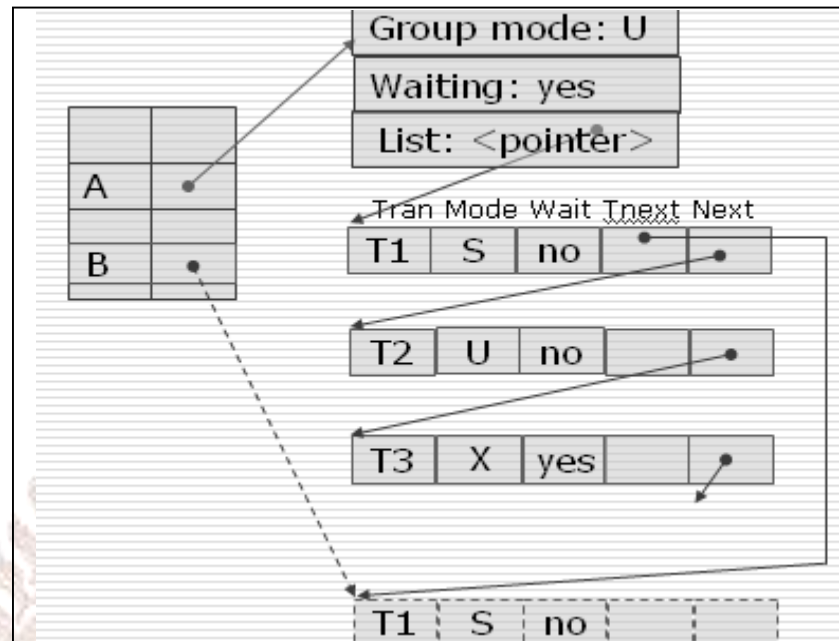 Group mode: U
Waiting: yes
List: <pointer>
A
B
Tran Mode Wait Tnext Next
T1 S no
T2 U no
T3 X yes
T1 S no